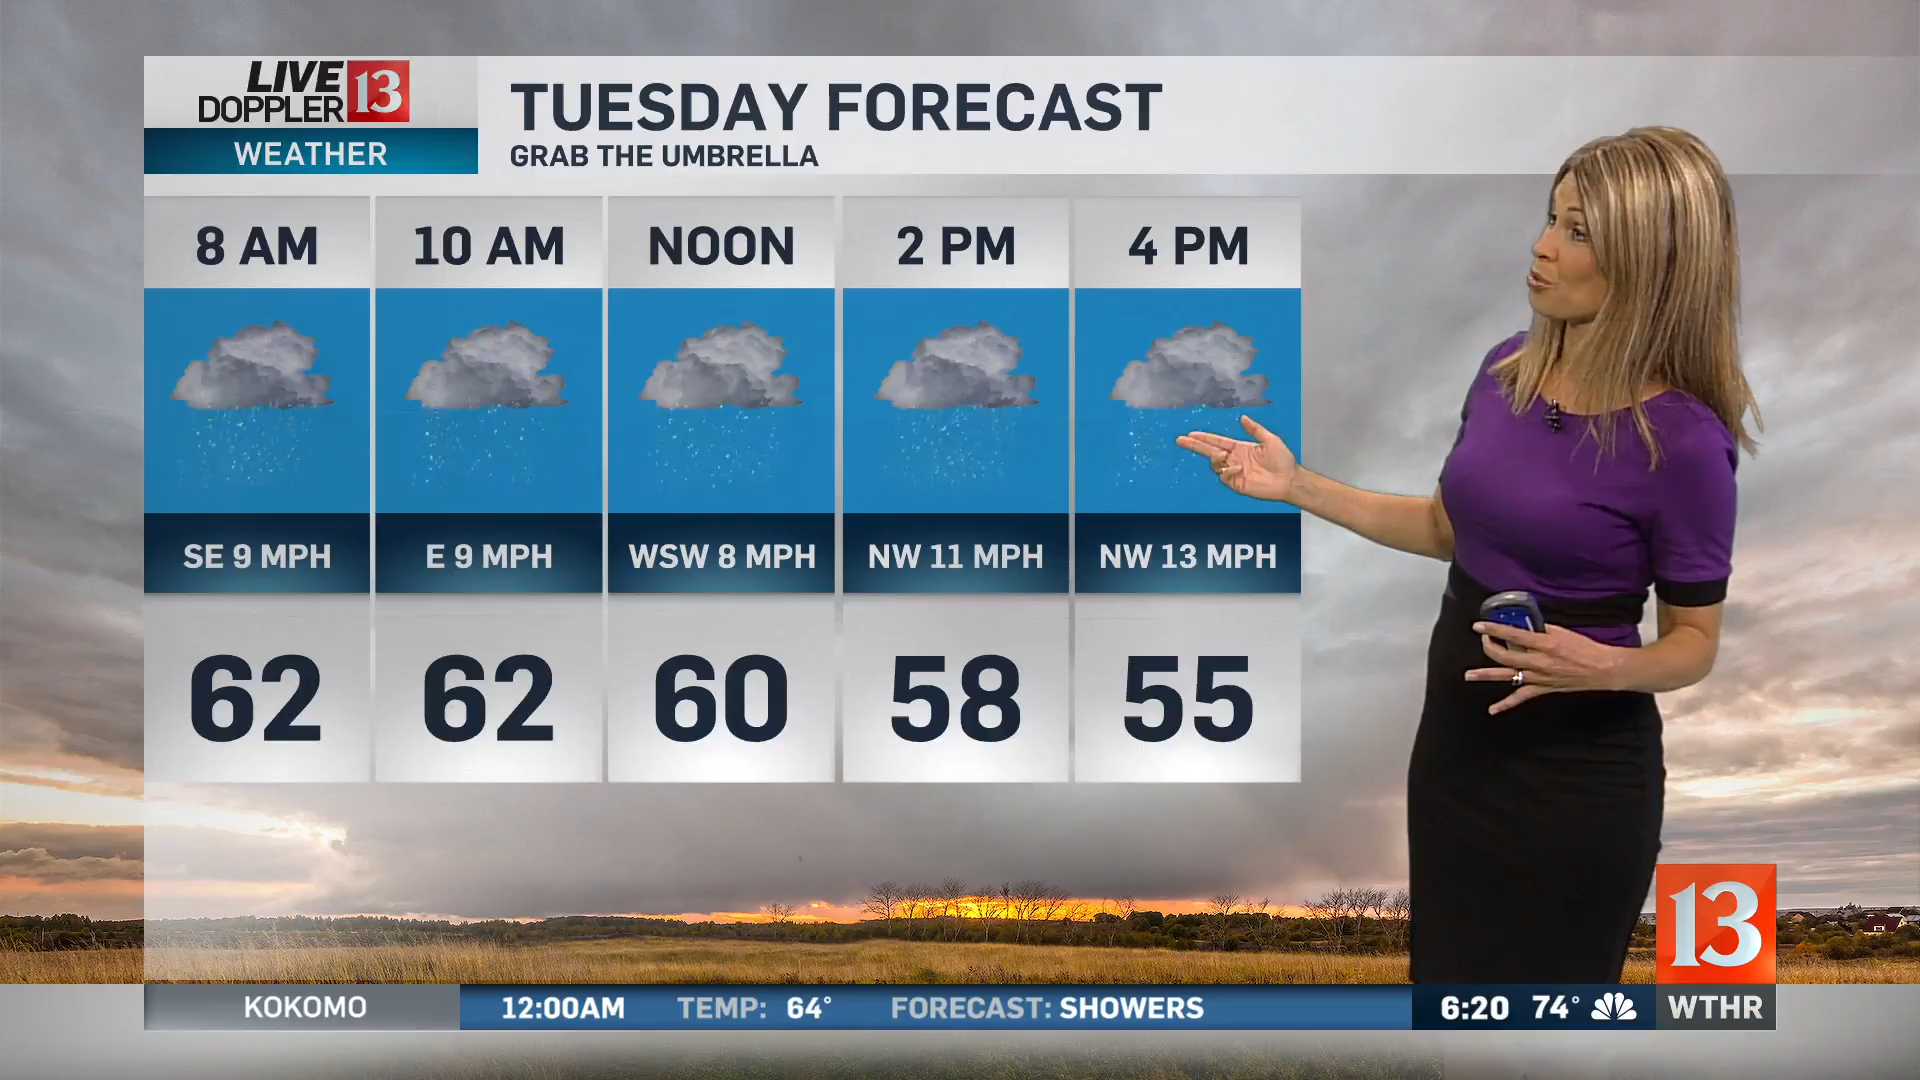 LIVE
DOPPLER 13
WEATHER
TUESDAY FORECAST
GRAB THE UMBRELLA
8 AM 10 AM NOON 2 PM 4 PM
SE 9 MPH E 9 MPH WSW 8 MPH NW 11 MPH NW 13 MPH
62 62 60 58 55
13
KOKOMO 12:00AM TEMP: 64° FORECAST: SHOWERS 6:20 74° WTHR